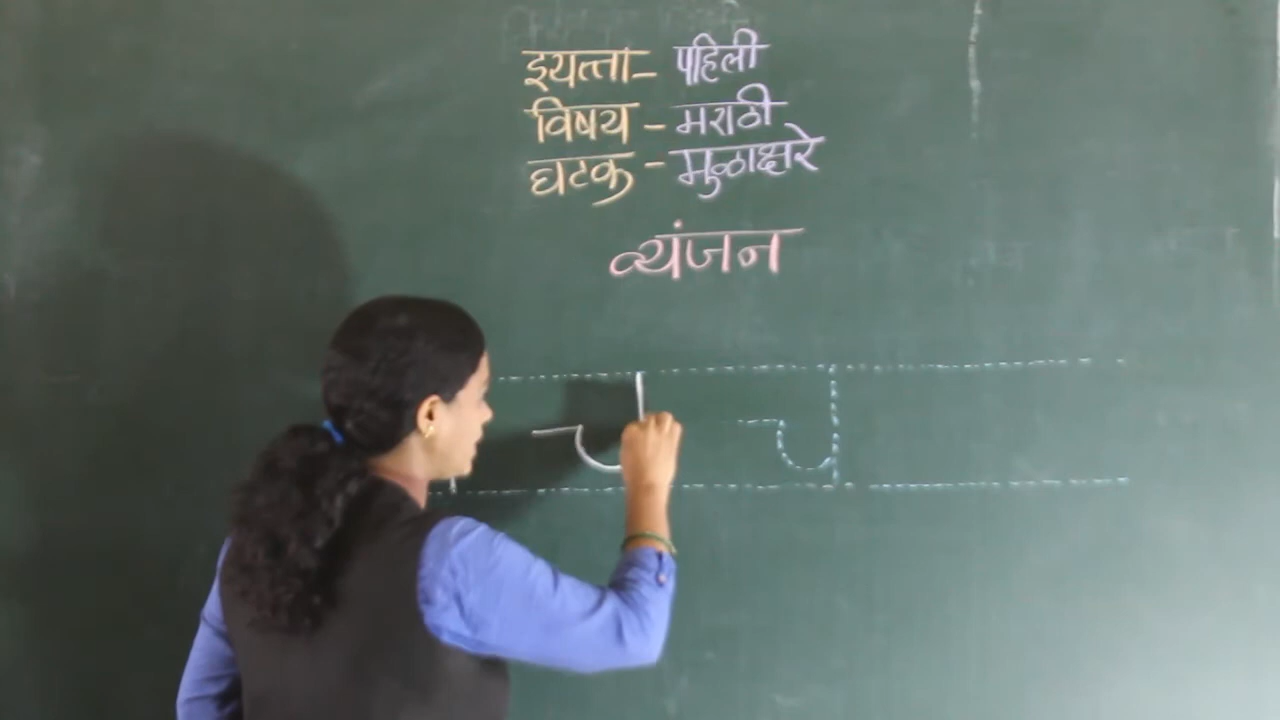 इयत्ता - पहिली
विषय - मराठी
घटक - मुळाक्षरे
व्यंजन